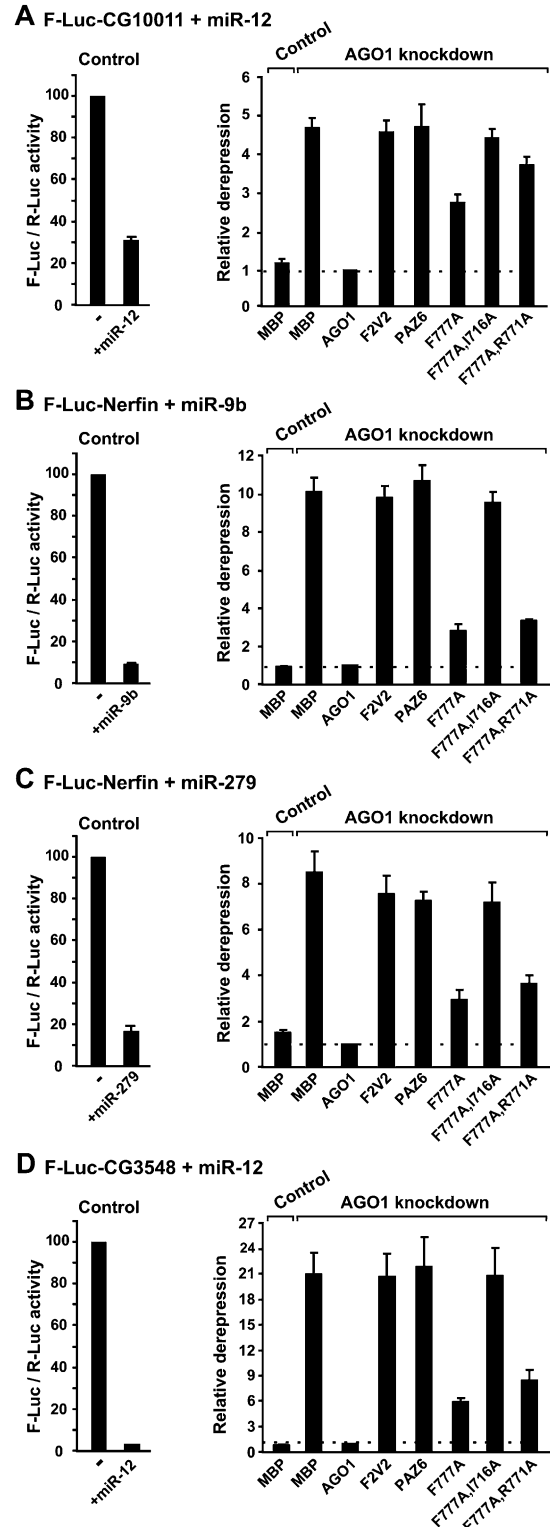 A F-Luc-CG10011 + miR-12
Control
F-Luc / R-Luc activity
100
80
60
40
20
0
-
+miR-12
Control
AGO1 knockdown
Relative derepression
6
5
4
3
2
1
0
MBP
MBP
AGO1
F2V2
PAZ6
F777A
F777A,I716A
F777A,R771A
B F-Luc-Nerfin + miR-9b
Control
F-Luc / R-Luc activity
100
80
60
40
20
0
-
+miR-9b
Control
AGO1 knockdown
Relative derepression
12
10
8
6
4
2
0
MBP
MBP
AGO1
F2V2
PAZ6
F777A
F777A,I716A
F777A,R771A
C F-Luc-Nerfin + miR-279
Control
F-Luc / R-Luc activity
100
80
60
40
20
0
-
+miR-279
Control
AGO1 knockdown
Relative derepression
10
8
6
4
2
0
MBP
MBP
AGO1
F2V2
PAZ6
F777A
F777A,I716A
F777A,R771A
D F-Luc-CG3548 + miR-12
Control
F-Luc / R-Luc activity
100
80
60
40
20
0
-
+miR-12
Control
AGO1 knockdown
Relative derepression
27
24
21
15
12
9
6
3
0
MBP
MBP
AGO1
F2V2
PAZ6
F777A
F777A,I716A
F777A,R771A